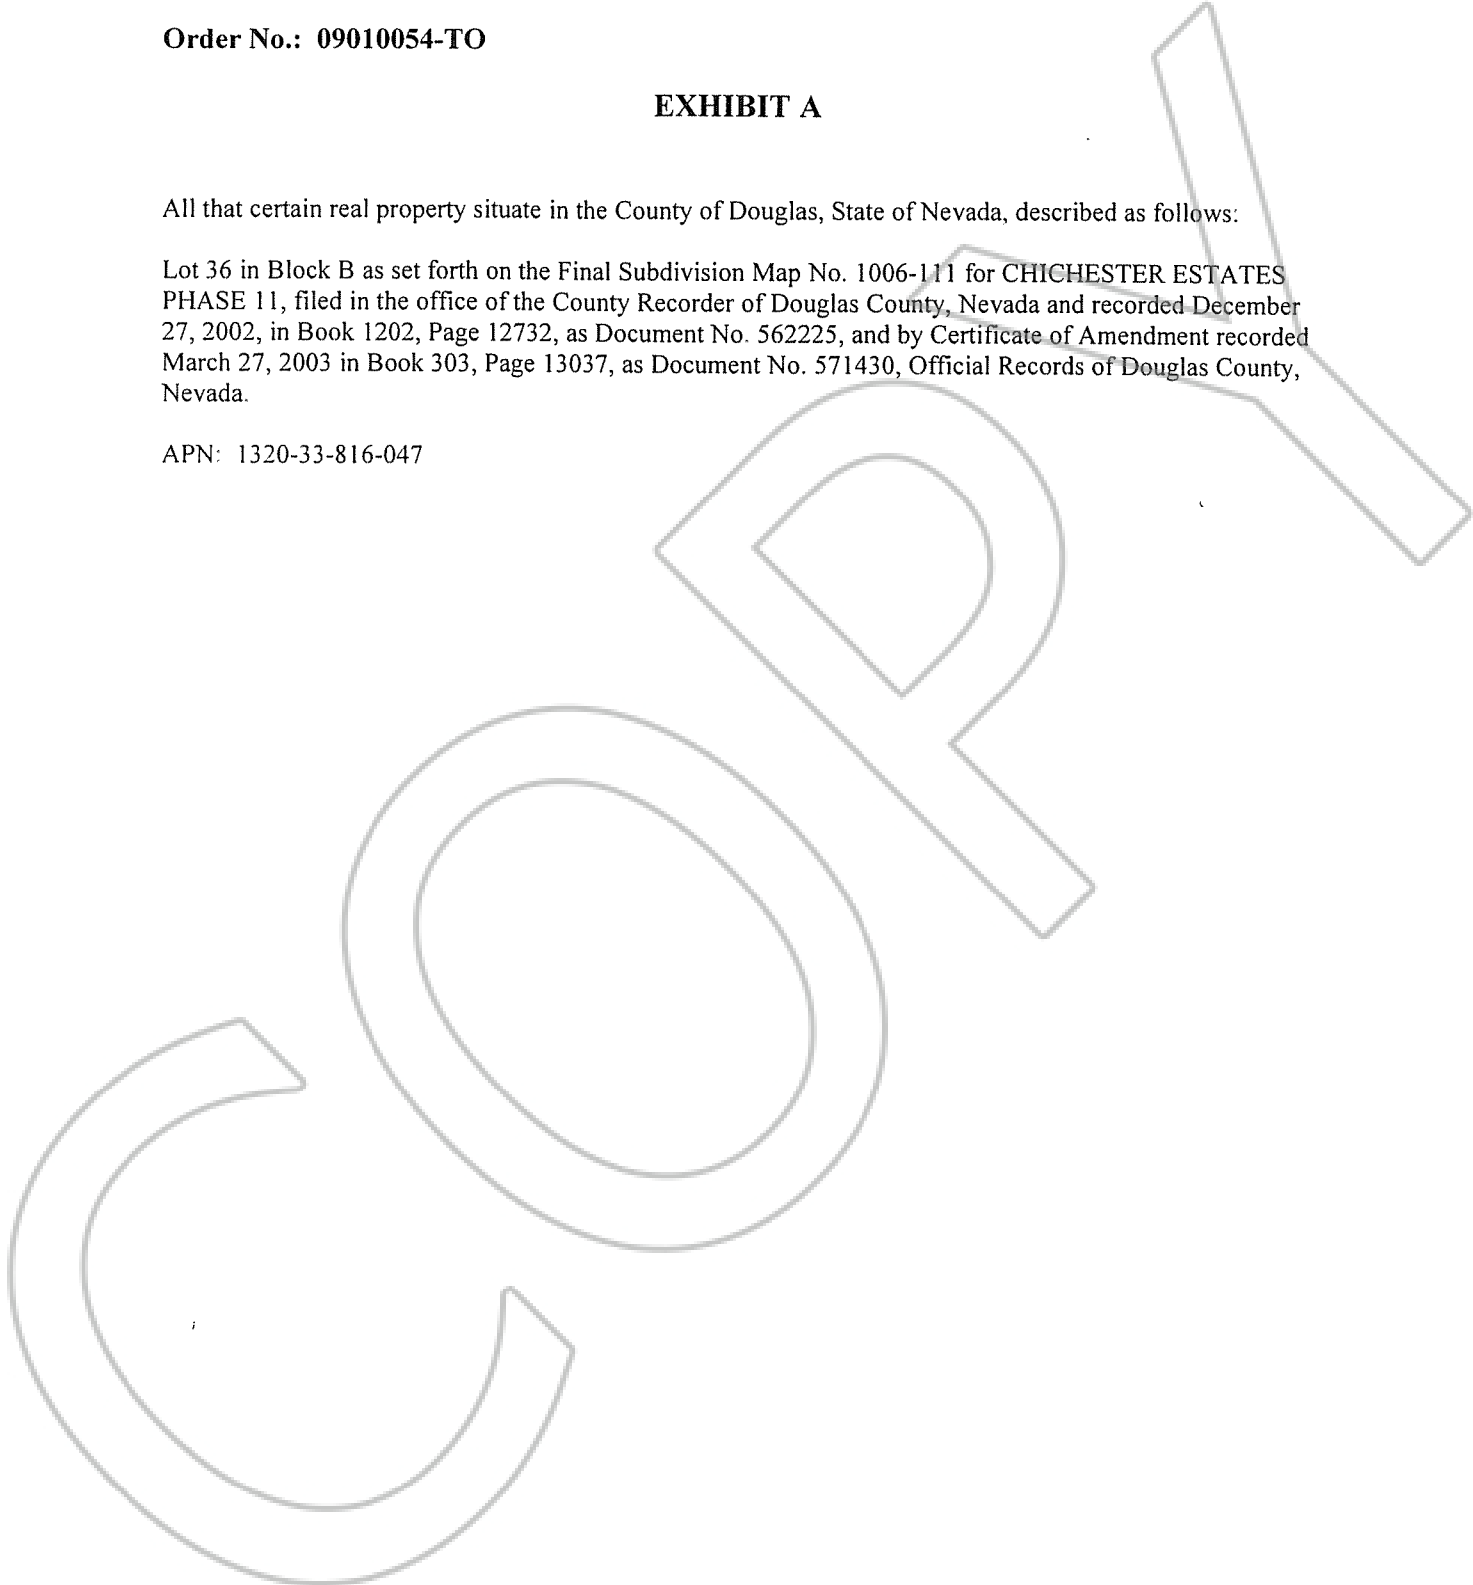 Order No.: 09010054-TO
EXHIBIT A
All that certain real property situate in the County of Douglas, State of Nevada, described as follows:
Lot 36 in Block B as set forth on the Final Subdivision Map No. 1006-111 for CHICHESTER ESTATES
PHASE 11, filed in the office of the County Recorder of Douglas County, Nevada and recorded December
27, 2002, in Book 1202, Page 12732, as Document No. 562225, and by Certificate of Amendment recorded
March 27, 2003 in Book 303, Page 13037, as Document No. 571430, Official Records of Douglas County,
Nevada.
APN: 1320-33-816-047
COPY